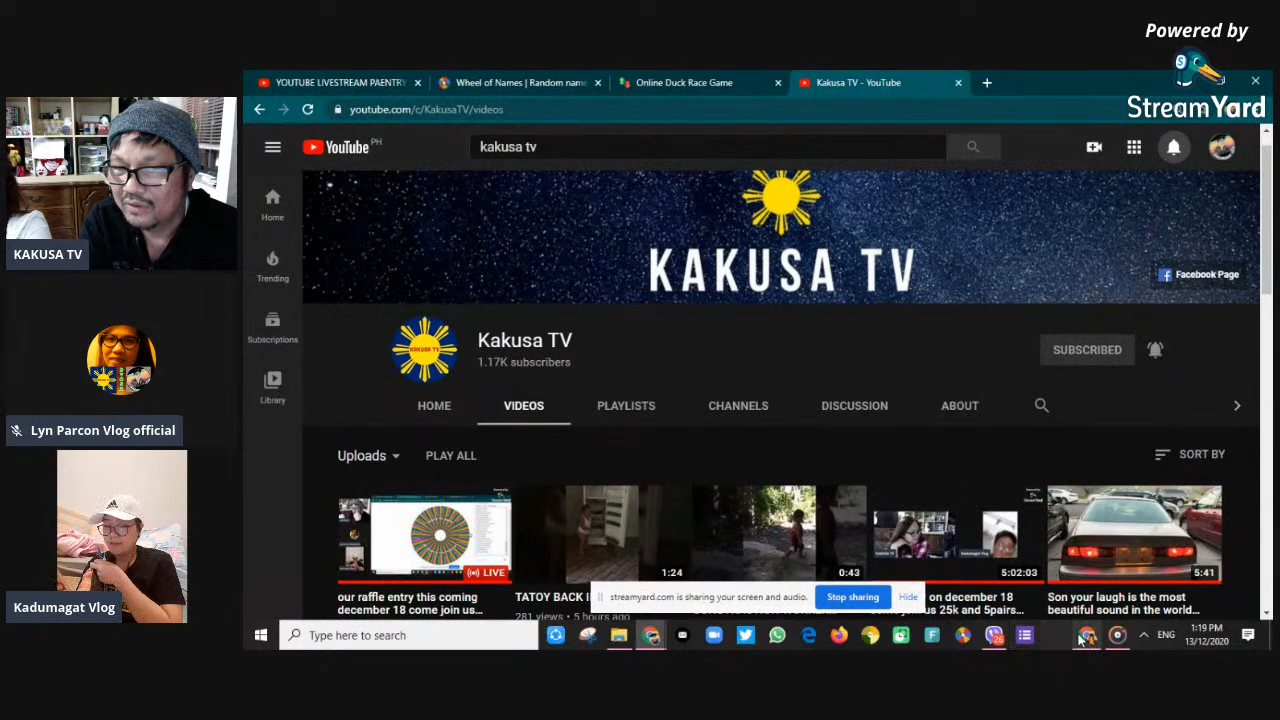 Powered by
StreamYard
YOUTUBE LIVESTREAM PAENTRY
Wheel of Names | Random name
Online Duck Race Game
Kakusa TV - YouTube
youtube.com/c/KakusaTV/videos
YouTube PH
kakusa tv
Home
Trending
Subscriptions
Library
KAKUSA TV
Facebook Page
Kakusa TV
1.17K subscribers
SUBSCRIBED
HOME
VIDEOS
PLAYLISTS
CHANNELS
DISCUSSION
ABOUT
Uploads
PLAY ALL
SORT BY
LIVE
1:24
0:43
5:02:03
5:41
our raffle entry this coming
december 18 come join us...
TATOY BACK
281 views • 5 hours ago
on december 18
us 25k and 5pairs...
Son your laugh is the most
beautiful sound in the world...
streamyard.com is sharing your screen and audio.
Stop sharing
Hide
Type here to search
ENG
1:19 PM
13/12/2020
KAKUSA TV
Lyn Parcon Vlog official
Kadumagat Vlog